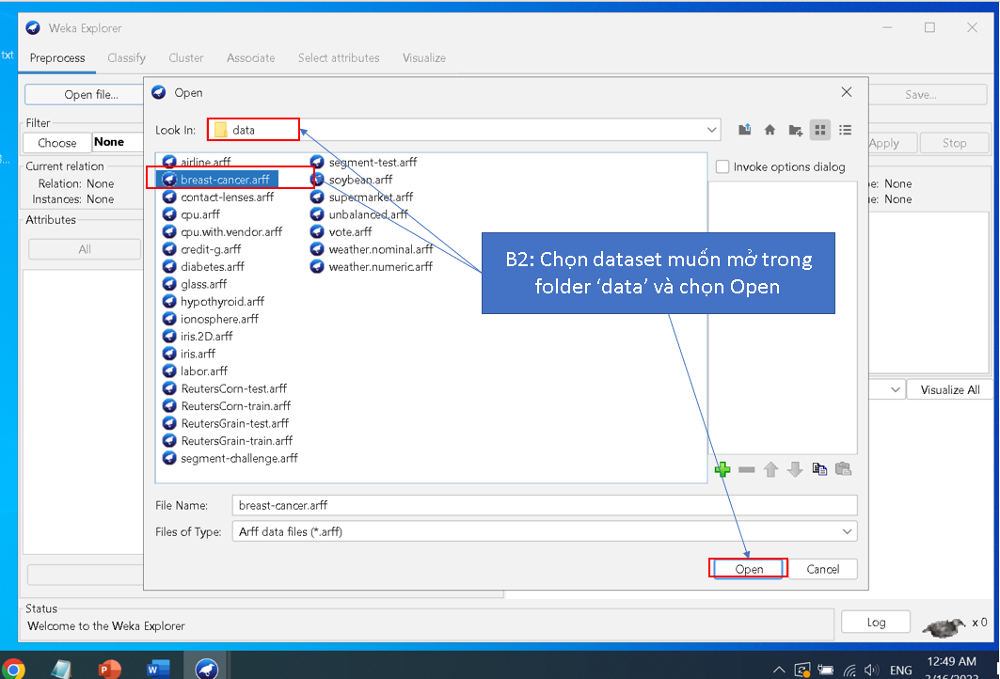 txt
Weka Explorer
Preprocess Classify Cluster Associate Select attributes Visualize
Open file...
Save...
Open
Look In: data
Filter
Choose None
Apply Stop
Current relation
Relation: None
Instances: None
None
None
Attributes
All
airline.arff
breast-cancer.arff
contact-lenses.arff
cpu.arff
cpu.with.vendor.arff
credit-g.arff
diabetes.arff
glass.arff
hypothyroid.arff
ionosphere.arff
iris.2D.arff
iris.arff
labor.arff
ReutersCorn-test.arff
ReutersCorn-train.arff
ReutersGrain-test.arff
ReutersGrain-train.arff
segment-challenge.arff
segment-test.arff
soybean.arff
supermarket.arff
unbalanced.arff
vote.arff
weather.nominal.arff
weather.numeric.arff
Invoke options dialog
B2: Chọn dataset muốn mở trong
folder ‘data’ và chọn Open
Visualize All
File Name: breast-cancer.arff
Files of Type: Arff data files (*.arff)
Open Cancel
Status
Welcome to the Weka Explorer
Log
x 0
ENG
12:49 AM